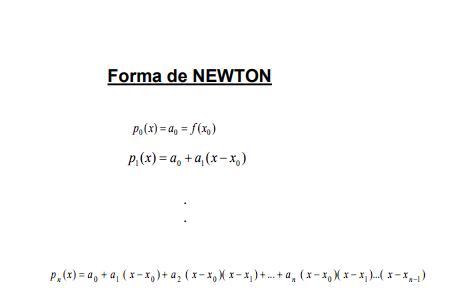 Forma de NEWTON
p₀(x) = a₀ = f(x₀)
p₁(x) = a₀ + a₁(x − x₀)
.
.
pₙ(x) = a₀ + a₁ (x − x₀) + a₂ (x − x₀)(x − x₁) + ... + aₙ (x − x₀)(x − x₁)...(x − xₙ₋₁)